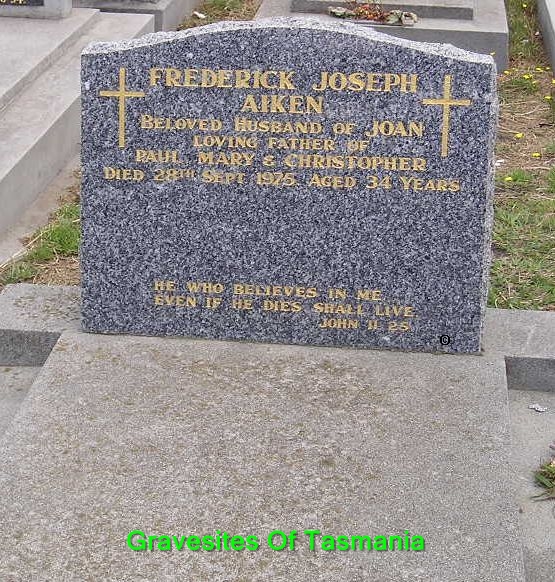 FREDERICK JOSEPH
AIKEN
BELOVED HUSBAND OF JOAN
LOVING FATHER OF
PAUL, MARY & CHRISTOPHER
DIED 28TH SEPT. 1975. AGED 34 YEARS
HE WHO BELIEVES IN ME
EVEN IF HE DIES SHALL LIVE.
JOHN 11 25
Gravesites Of Tasmania